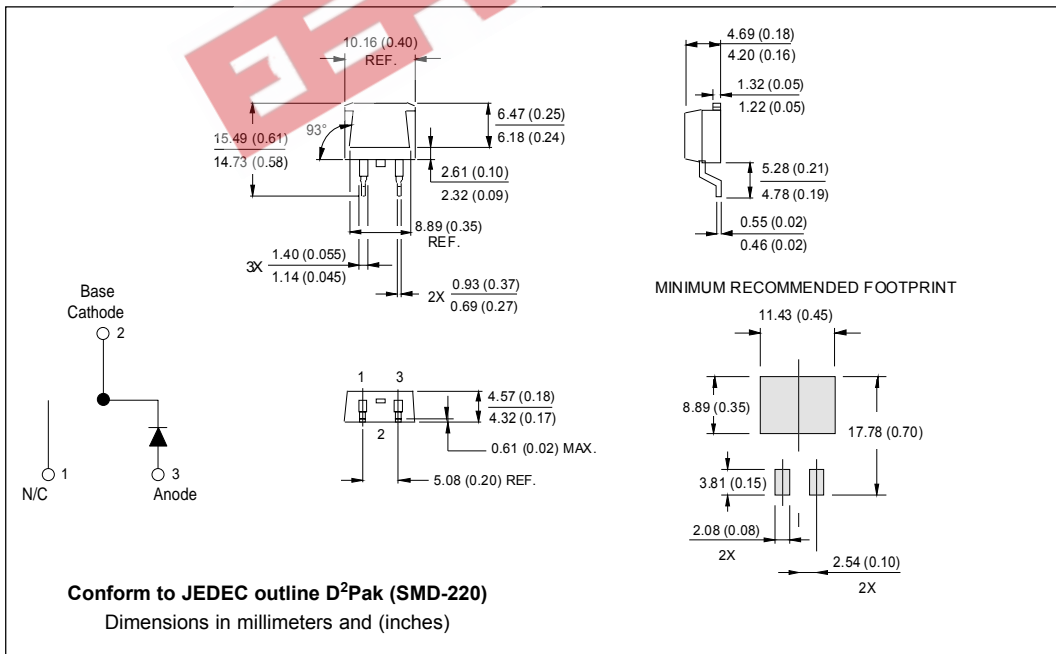 10.16 (0.40)
REF.
93°
15.49 (0.61)
14.73 (0.58)
6.47 (0.25)
6.18 (0.24)
2.61 (0.10)
2.32 (0.09)
8.89 (0.35)
REF.
3X
1.40 (0.055)
1.14 (0.045)
2X
0.93 (0.37)
0.69 (0.27)
4.69 (0.18)
4.20 (0.16)
1.32 (0.05)
1.22 (0.05)
5.28 (0.21)
4.78 (0.19)
0.55 (0.02)
0.46 (0.02)
Base
Cathode
2
1
N/C
3
Anode
1 3
2
4.57 (0.18)
4.32 (0.17)
0.61 (0.02) MAX.
5.08 (0.20) REF.
MINIMUM RECOMMENDED FOOTPRINT
11.43 (0.45)
8.89 (0.35)
17.78 (0.70)
3.81 (0.15)
2.08 (0.08)
2X
2.54 (0.10)
2X
Conform to JEDEC outline D²Pak (SMD-220)
Dimensions in millimeters and (inches)